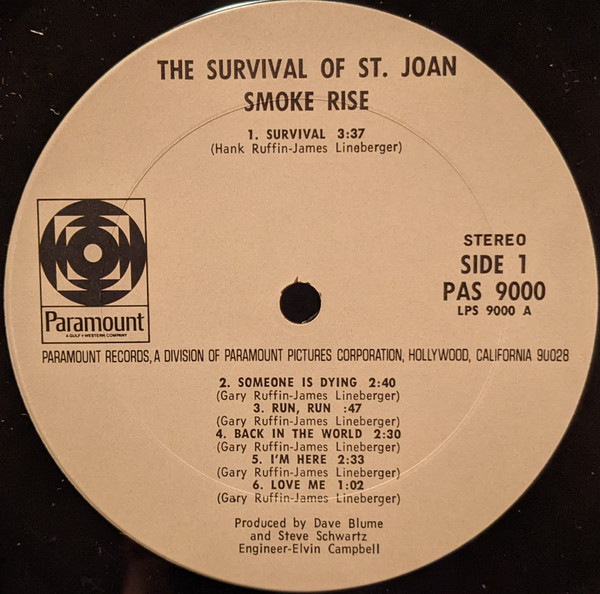 THE SURVIVAL OF ST. JOAN
SMOKE RISE
1. SURVIVAL 3:37
(Hank Ruffin-James Lineberger)
Paramount
A GULF+WESTERN COMPANY
STEREO
SIDE 1
PAS 9000
LPS 9000 A
PARAMOUNT RECORDS, A DIVISION OF PARAMOUNT PICTURES CORPORATION, HOLLYWOOD, CALIFORNIA 90028
2. SOMEONE IS DYING 2:40
(Gary Ruffin-James Lineberger)
3. RUN, RUN :47
(Gary Ruffin-James Lineberger)
4. BACK IN THE WORLD 2:30
(Gary Ruffin-James Lineberger)
5. I'M HERE 2:33
(Gary Ruffin-James Lineberger)
6. LOVE ME 1:02
(Gary Ruffin-James Lineberger)
Produced by Dave Blume
and Steve Schwartz
Engineer-Elvin Campbell